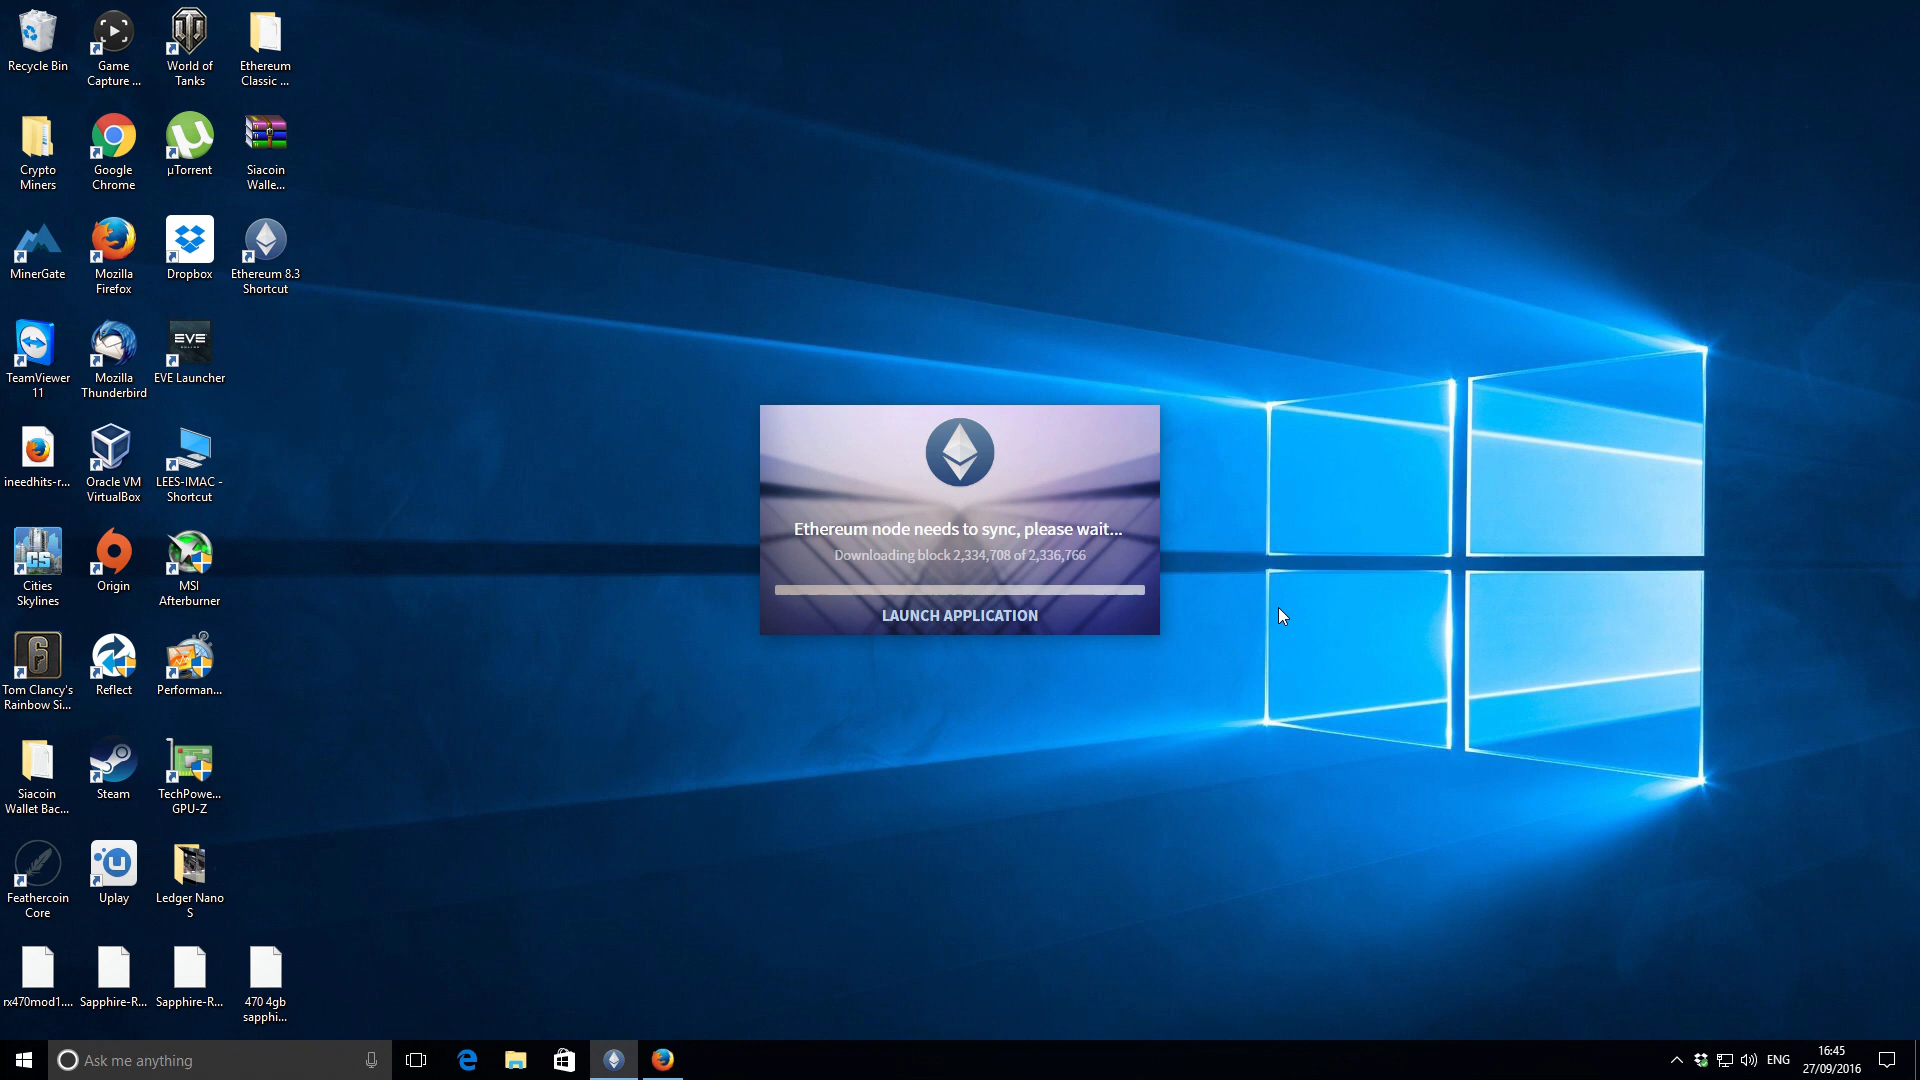 Recycle Bin
Game
Capture ...
World of
Tanks
Ethereum
Classic ...
Crypto
Miners
Google
Chrome
µTorrent
Siacoin
Walle...
MinerGate
Mozilla
Firefox
Dropbox
Ethereum 8.3
Shortcut
TeamViewer
11
Mozilla
Thunderbird
EVE
EVE Launcher
ineedhits-r...
Oracle VM
VirtualBox
LEES-IMAC -
Shortcut
CS
Cities
Skylines
Origin
MSI
Afterburner
6
Tom Clancy's
Rainbow Si...
Reflect
Performan...
Siacoin
Wallet Bac...
Steam
TechPowe...
GPU-Z
Feathercoin
Core
Uplay
Ledger Nano
S
rx470mod1....
Sapphire-R...
Sapphire-R...
470 4gb
sapphi...
Ethereum node needs to sync, please wait...
Downloading block 2,334,708 of 2,336,766
LAUNCH APPLICATION
Ask me anything
ENG
16:45
27/09/2016